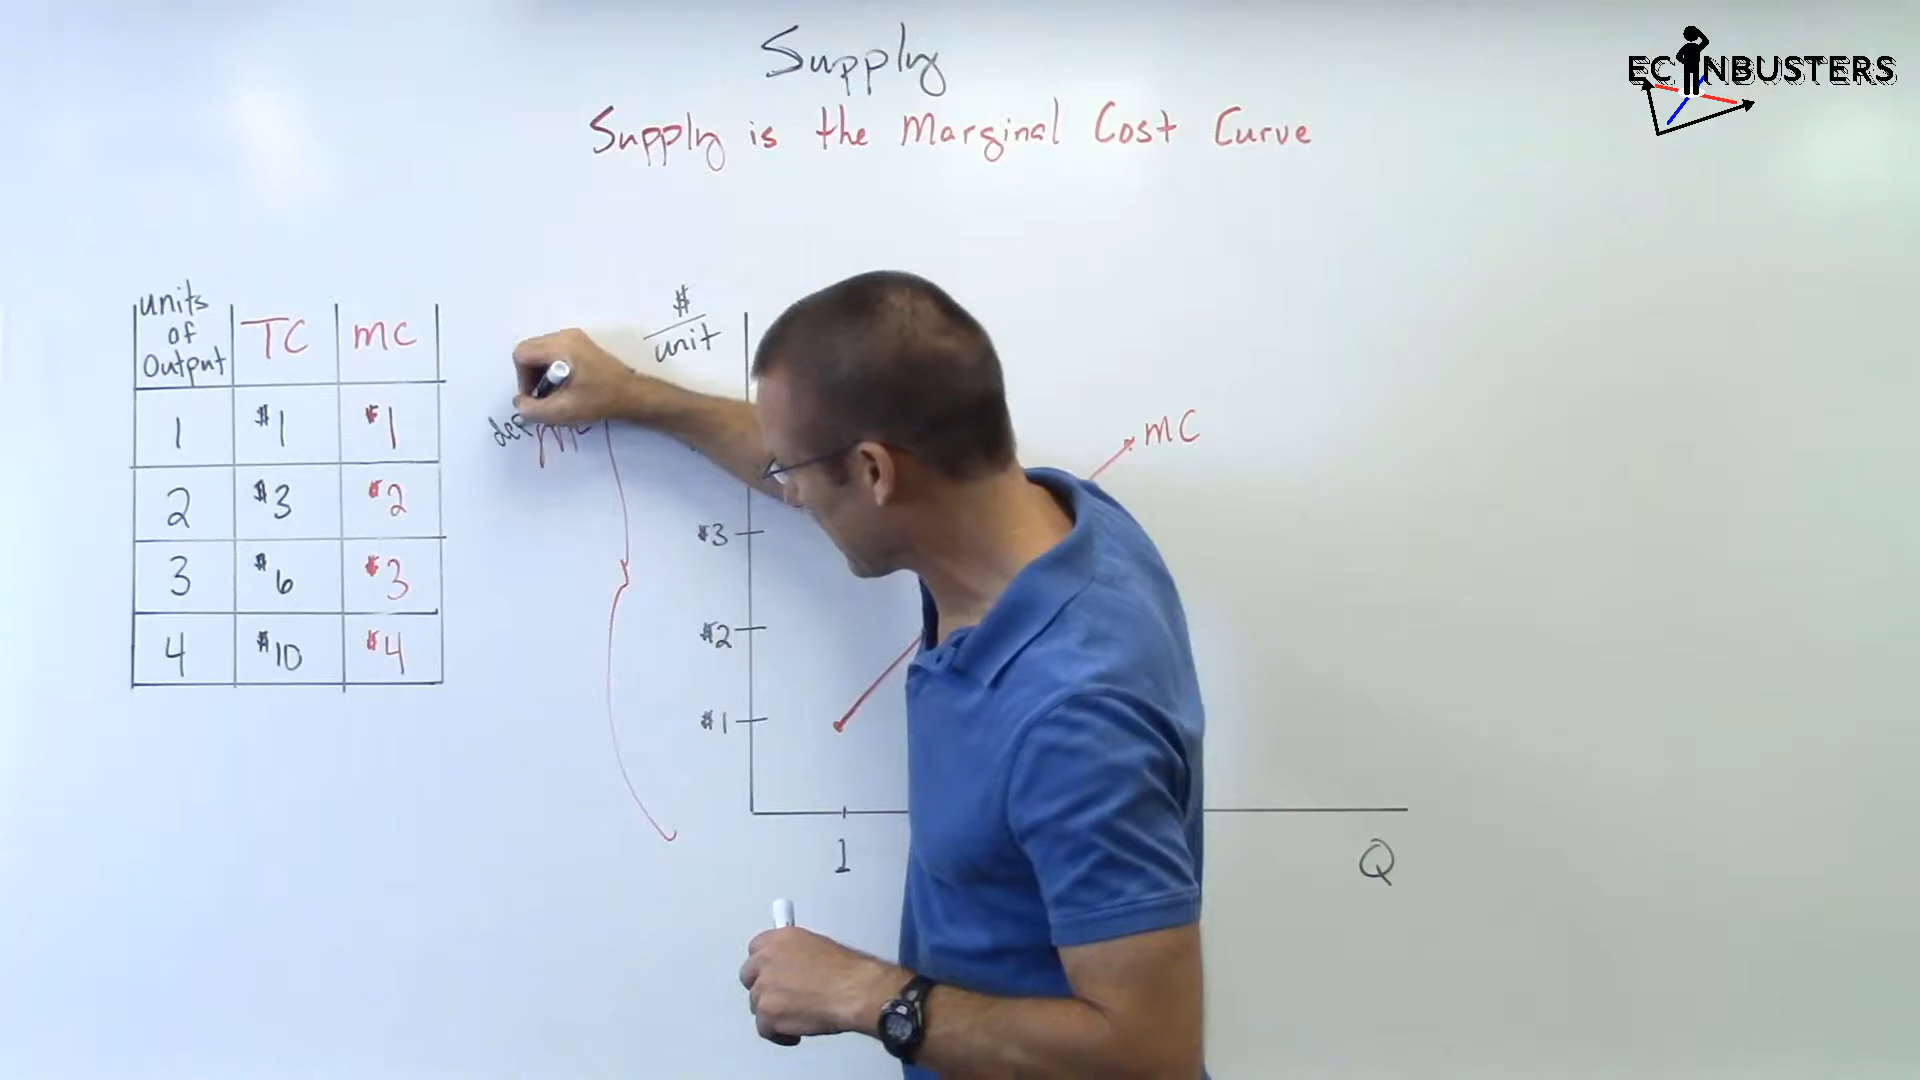 Supply
Supply is the Marginal Cost Curve
ECONBUSTERS
units of Output TC MC
1 $1 $1
2 $3 $2
3 $6 $3
4 $10 $4
$
unit
MC
$3
$2
$1
1
Q